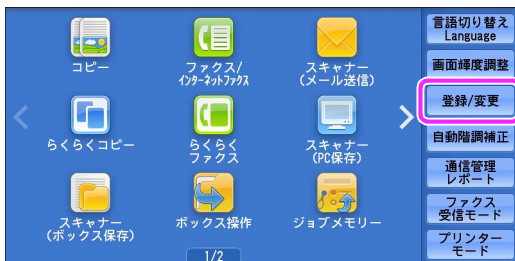 コピー
ファクス/
インターネットファクス
スキャナー
(メール送信)
らくらくコピー
らくらく
ファクス
スキャナー
(PC保存)
スキャナー
(ボックス保存)
ボックス操作
ジョブメモリー
1/2
言語切り替え
Language
画面輝度調整
登録/変更
自動階調補正
通信管理
レポート
ファクス
受信モード
プリンター
モード